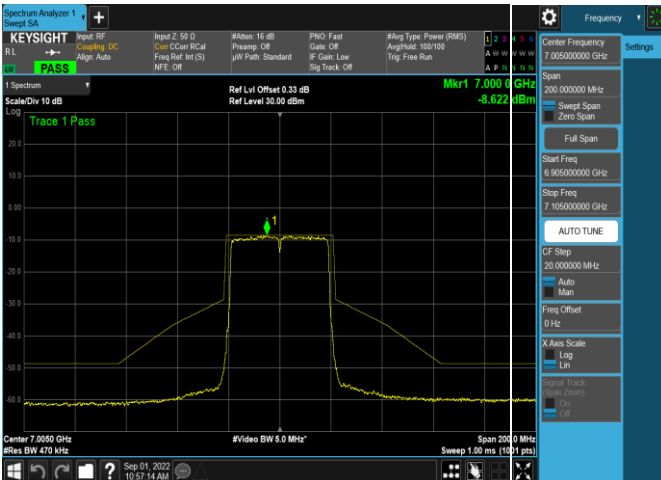 Spectrum Analyzer 1
Swept SA
Frequency
KEYSIGHT
RL
PASS
Input: RF
Coupling: DC
Align: Auto
Input Z: 50 Ω
Corr CCorr RCal
Freq Ref: Int (S)
NFE: Off
#Atten: 16 dB
Preamp: Off
µW Path: Standard
PNO: Fast
Gate: Off
IF Gain: Low
Sig Track: Off
#Avg Type: Power (RMS)
Avg|Hold: 100/100
Trig: Free Run
1 2 3 4 5 6
A W W W W W
A P N N N N
1 Spectrum
Scale/Div 10 dB
Ref Lvl Offset 0.33 dB
Ref Level 30.00 dBm
Mkr1 7.000 0 GHz
-8.622 dBm
Log
Trace 1 Pass
20.0
10.0
0.00
-10.0
-20.0
-30.0
-40.0
-50.0
-60.0
1
Center 7.0050 GHz
#Res BW 470 kHz
#Video BW 5.0 MHz*
Span 200.0 MHz
Sweep 1.00 ms (1001 pts)
Sep 01, 2022
10:57:14 AM
Settings
Center Frequency
7.005000000 GHz
Span
200.000000 MHz
Swept Span
Zero Span
Full Span
Start Freq
6.905000000 GHz
Stop Freq
7.105000000 GHz
AUTO TUNE
CF Step
20.000000 MHz
Auto
Man
Freq Offset
0 Hz
X Axis Scale
Log
Lin
Signal Track
(Span Zoom)
On
Off